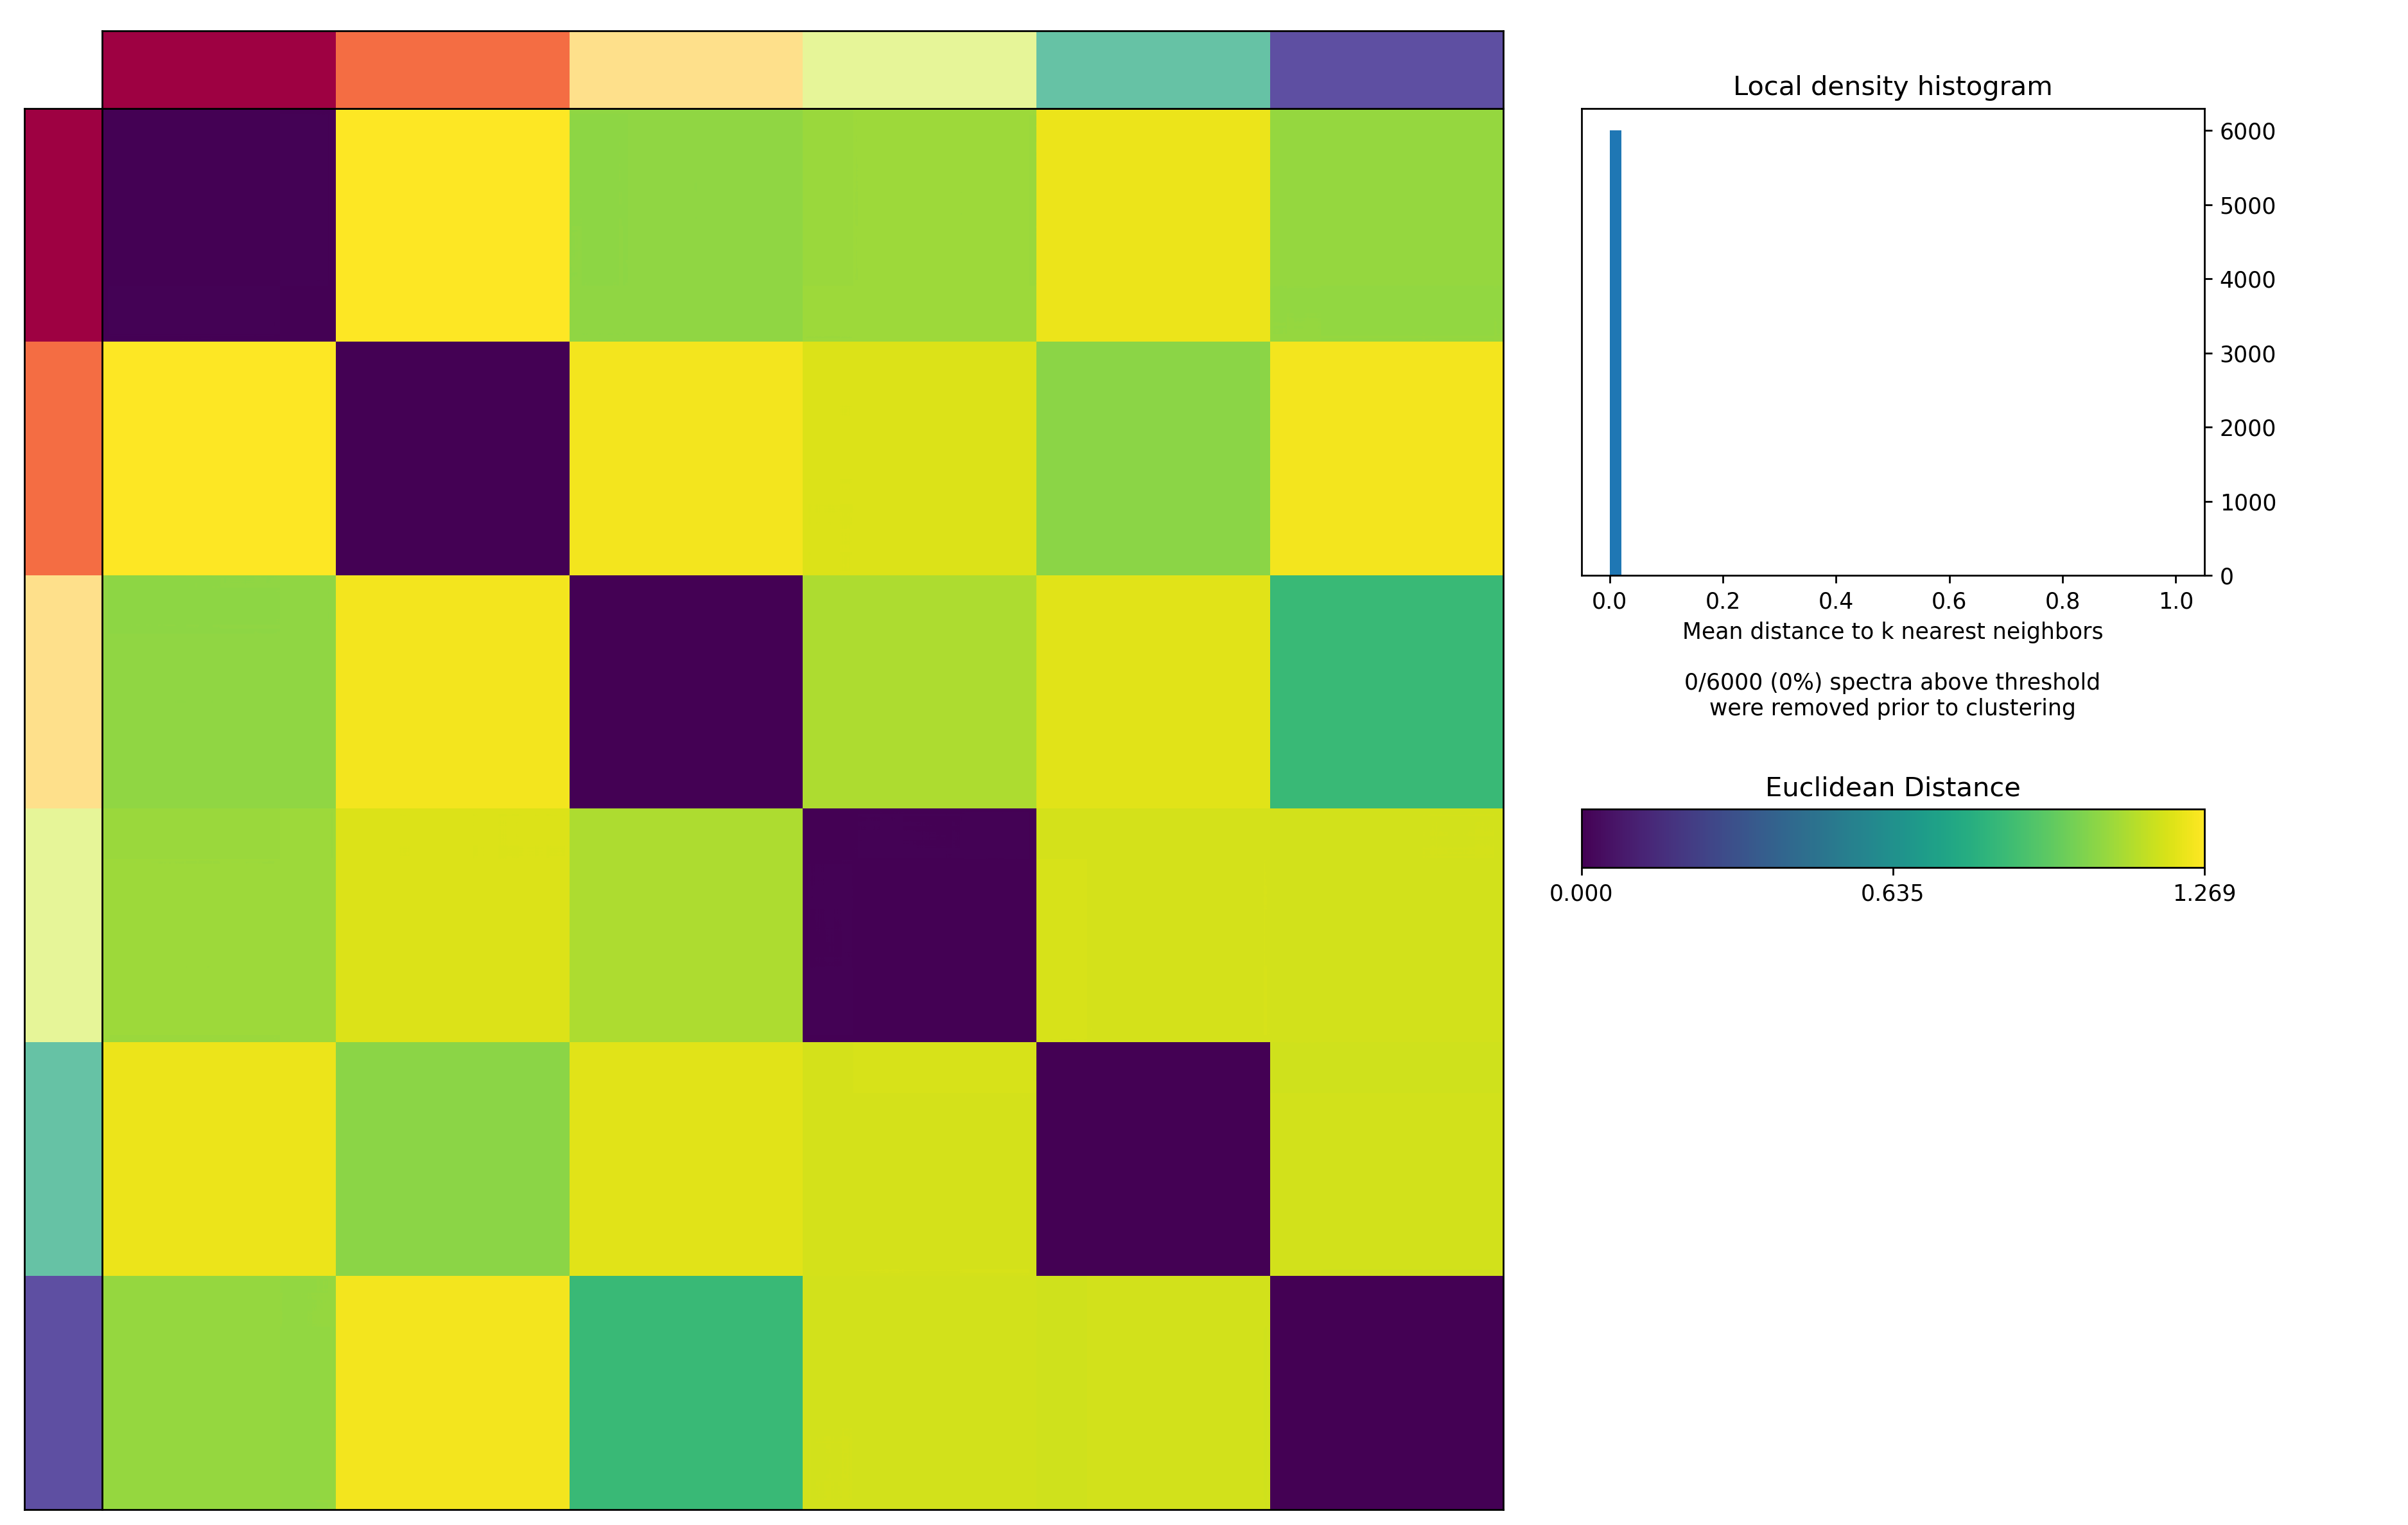 Local density histogram
6000
5000
4000
3000
2000
1000
0
0.0 0.2 0.4 0.6 0.8 1.0
Mean distance to k nearest neighbors
0/6000 (0%) spectra above threshold
were removed prior to clustering
Euclidean Distance
0.000 0.635 1.269